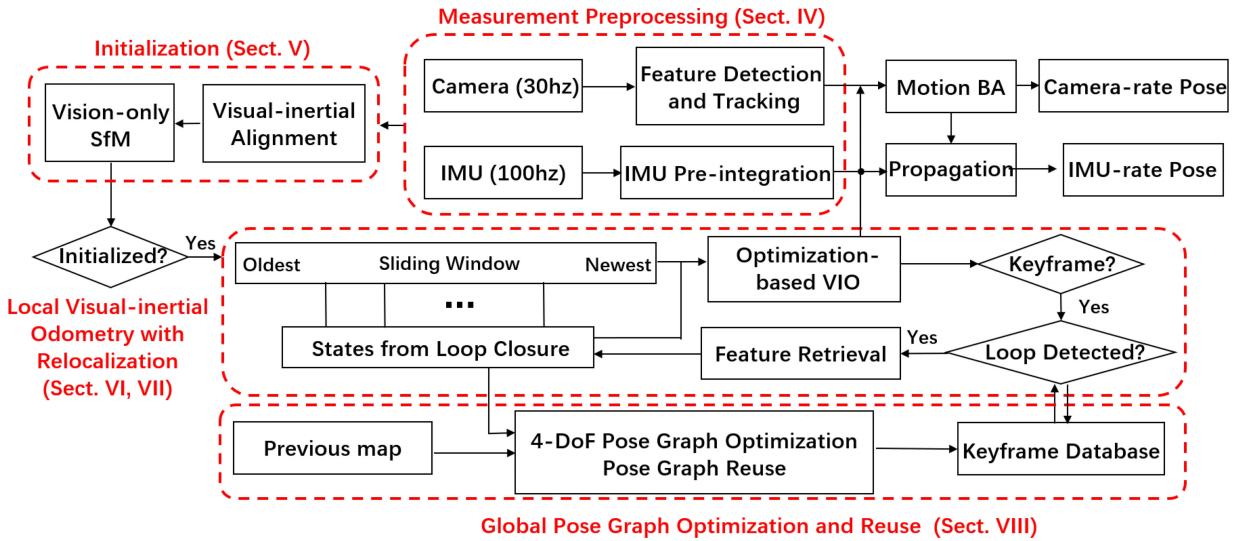 Measurement Preprocessing (Sect. IV)
Initialization (Sect. V)
Camera (30hz)
Feature Detection
and Tracking
Motion BA
Camera-rate Pose
Vision-only
SfM
Visual-inertial
Alignment
IMU (100hz)
IMU Pre-integration
Propagation
IMU-rate Pose
Initialized?
Yes
Oldest
Sliding Window
Newest
Optimization-
based VIO
Keyframe?
...
Yes
Local Visual-inertial
Odometry with
Relocalization
(Sect. VI, VII)
States from Loop Closure
Feature Retrieval
Yes
Loop Detected?
Previous map
4-DoF Pose Graph Optimization
Pose Graph Reuse
Keyframe Database
Global Pose Graph Optimization and Reuse (Sect. VIII)